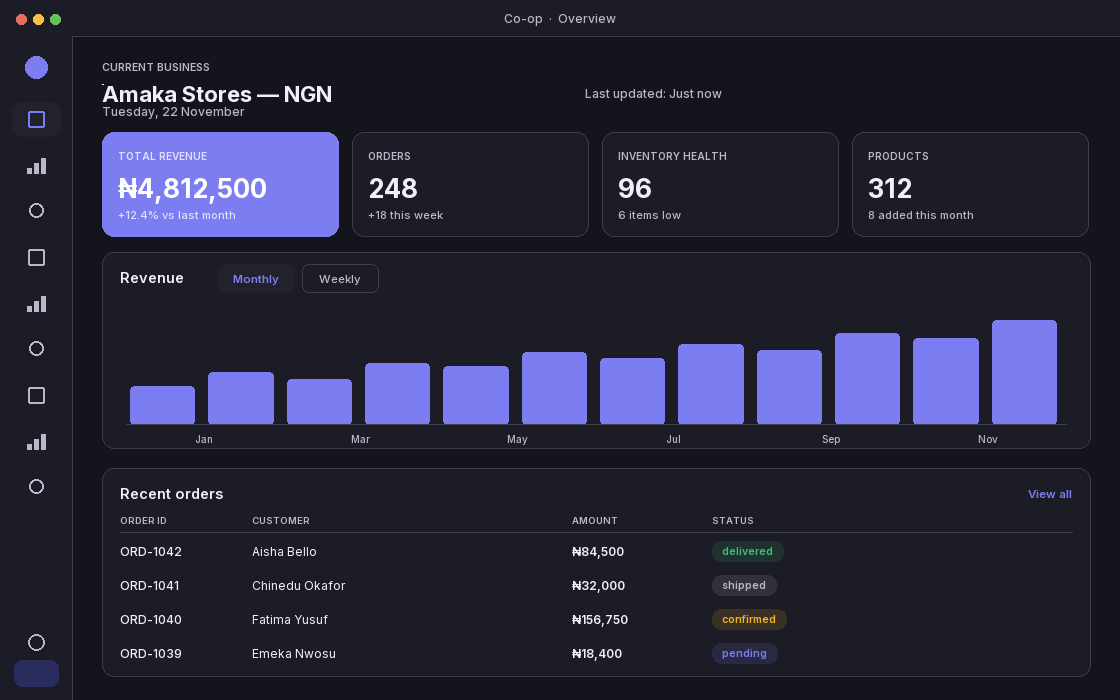 Co-op · Overview
CURRENT BUSINESS
Amaka Stores — NGN
Last updated: Just now
Tuesday, 22 November
TOTAL REVENUE
₦4,812,500
+12.4% vs last month
ORDERS
248
+18 this week
INVENTORY HEALTH
96
6 items low
PRODUCTS
312
8 added this month
Revenue
Monthly
Weekly
Jan Mar May Jul Sep Nov
Recent orders
View all
ORDER ID CUSTOMER AMOUNT STATUS
ORD-1042 Aisha Bello ₦84,500 delivered
ORD-1041 Chinedu Okafor ₦32,000 shipped
ORD-1040 Fatima Yusuf ₦156,750 confirmed
ORD-1039 Emeka Nwosu ₦18,400 pending